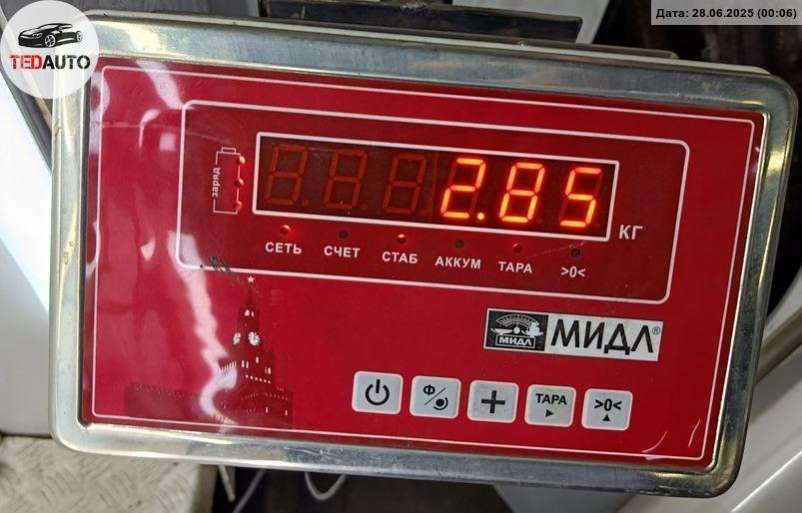 Дата: 28.06.2025 (00:06)
TEDAUTO
заряд
2.85
КГ
СЕТЬ СЧЕТ СТАБ АККУМ ТАРА >0<
МИДЛ МИДЛ®
Ф ТАРА >0<